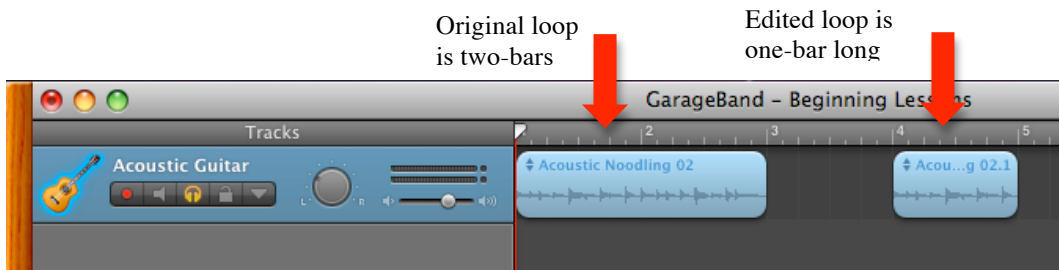 Original loop
is two-bars
Edited loop is
one-bar long
GarageBand – Beginning Lessons
Tracks
2
3
4
5
Acoustic Guitar
L R
Acoustic Noodling 02
Acou...g 02.1